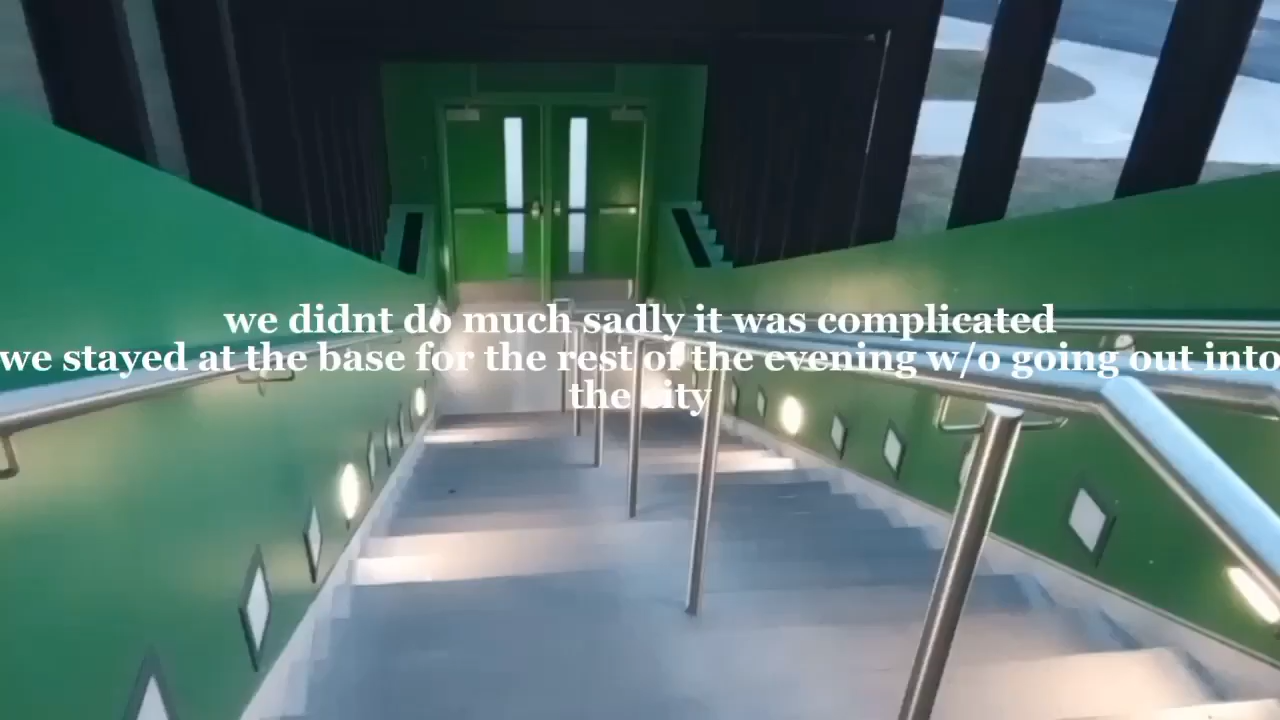 we didnt do much sadly it was complicated
we stayed at the base for the rest of the evening w/o going out into
the city